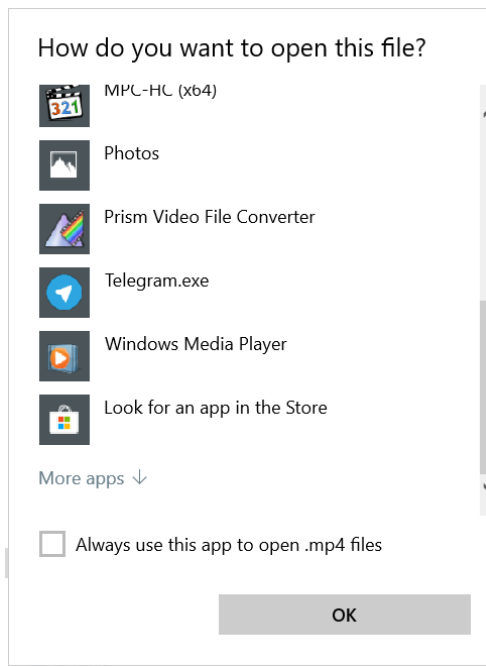 How do you want to open this file?
MPC-HC (x64)
Photos
Prism Video File Converter
Telegram.exe
Windows Media Player
Look for an app in the Store
More apps ↓
Always use this app to open .mp4 files
OK